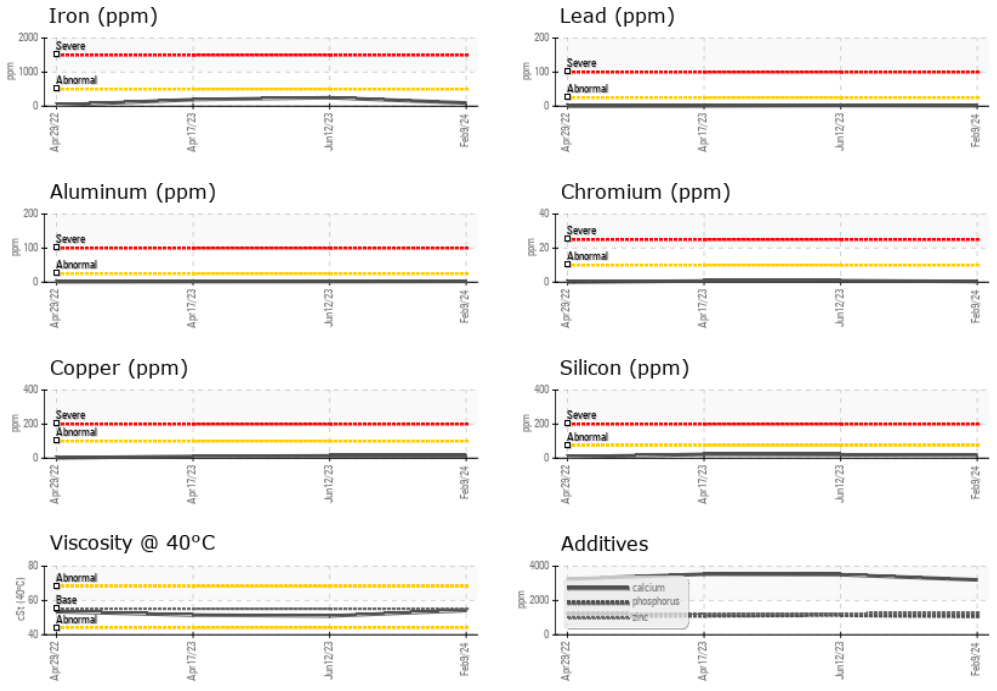 Iron (ppm)
2000
Severe
1000
Abnormal
0
ppm
Apr29/22
Apr17/23
Jun12/23
Feb9/24
Lead (ppm)
200
Severe
100
Abnormal
0
ppm
Apr29/22
Apr17/23
Jun12/23
Feb9/24
Aluminum (ppm)
200
Severe
100
Abnormal
0
ppm
Apr29/22
Apr17/23
Jun12/23
Feb9/24
Chromium (ppm)
40
Severe
20
Abnormal
0
ppm
Apr29/22
Apr17/23
Jun12/23
Feb9/24
Copper (ppm)
400
Severe
200
Abnormal
0
ppm
Apr29/22
Apr17/23
Jun12/23
Feb9/24
Silicon (ppm)
400
Severe
200
Abnormal
0
ppm
Apr29/22
Apr17/23
Jun12/23
Feb9/24
Viscosity @ 40°C
80
Abnormal
60
Base
Abnormal
40
cSt (40°C)
Apr29/22
Apr17/23
Jun12/23
Feb9/24
Additives
4000
calcium
2000
phosphorus
zinc
0
ppm
Apr29/22
Apr17/23
Jun12/23
Feb9/24